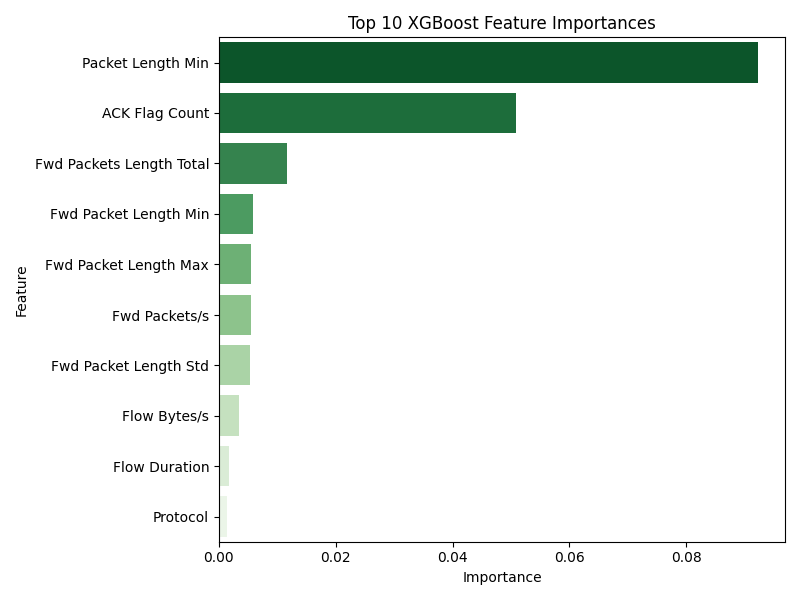 Top 10 XGBoost Feature Importances
Packet Length Min
ACK Flag Count
Fwd Packets Length Total
Fwd Packet Length Min
Fwd Packet Length Max
Fwd Packets/s
Fwd Packet Length Std
Flow Bytes/s
Flow Duration
Protocol
Feature
0.00 0.02 0.04 0.06 0.08
Importance